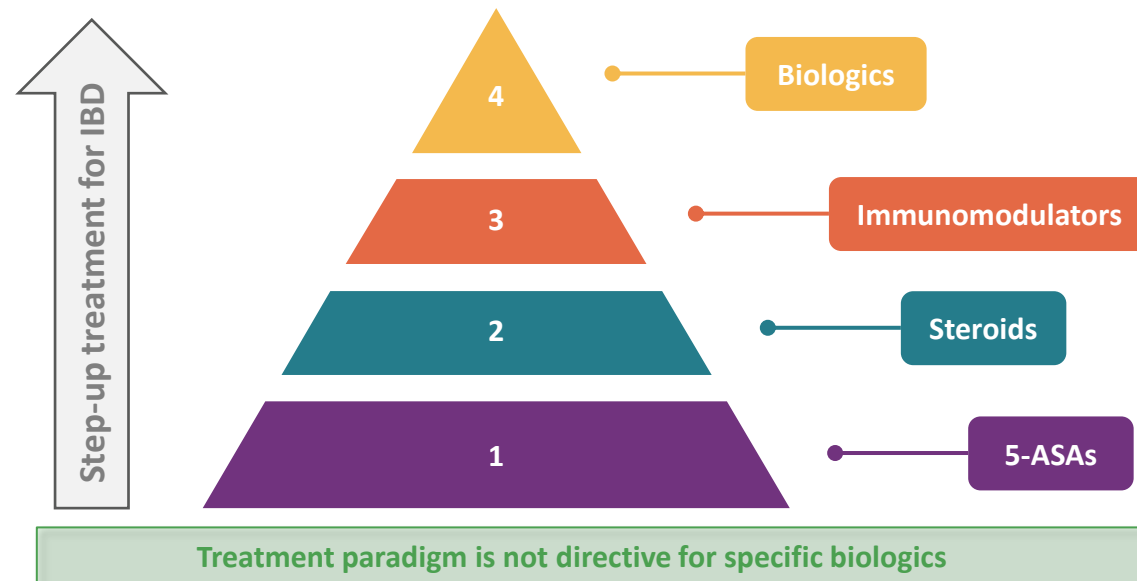 Step-up treatment for IBD
4
Biologics
3
Immunomodulators
2
Steroids
1
5-ASAs
Treatment paradigm is not directive for specific biologics